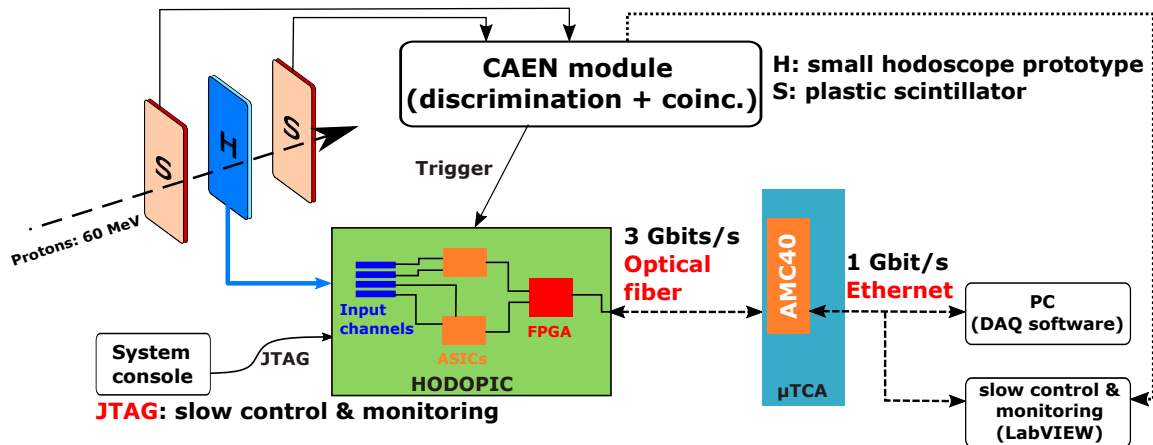 CAEN module
(discrimination + coinc.)
H: small hodoscope prototype
S: plastic scintillator
S
H
S
Protons: 60 MeV
Trigger
3 Gbits/s
Optical
fiber
AMC40
1 Gbit/s
Ethernet
Input
channels
ASICs
FPGA
HODOPIC
µTCA
PC
(DAQ software)
System
console
JTAG
JTAG: slow control & monitoring
slow control &
monitoring
(LabVIEW)